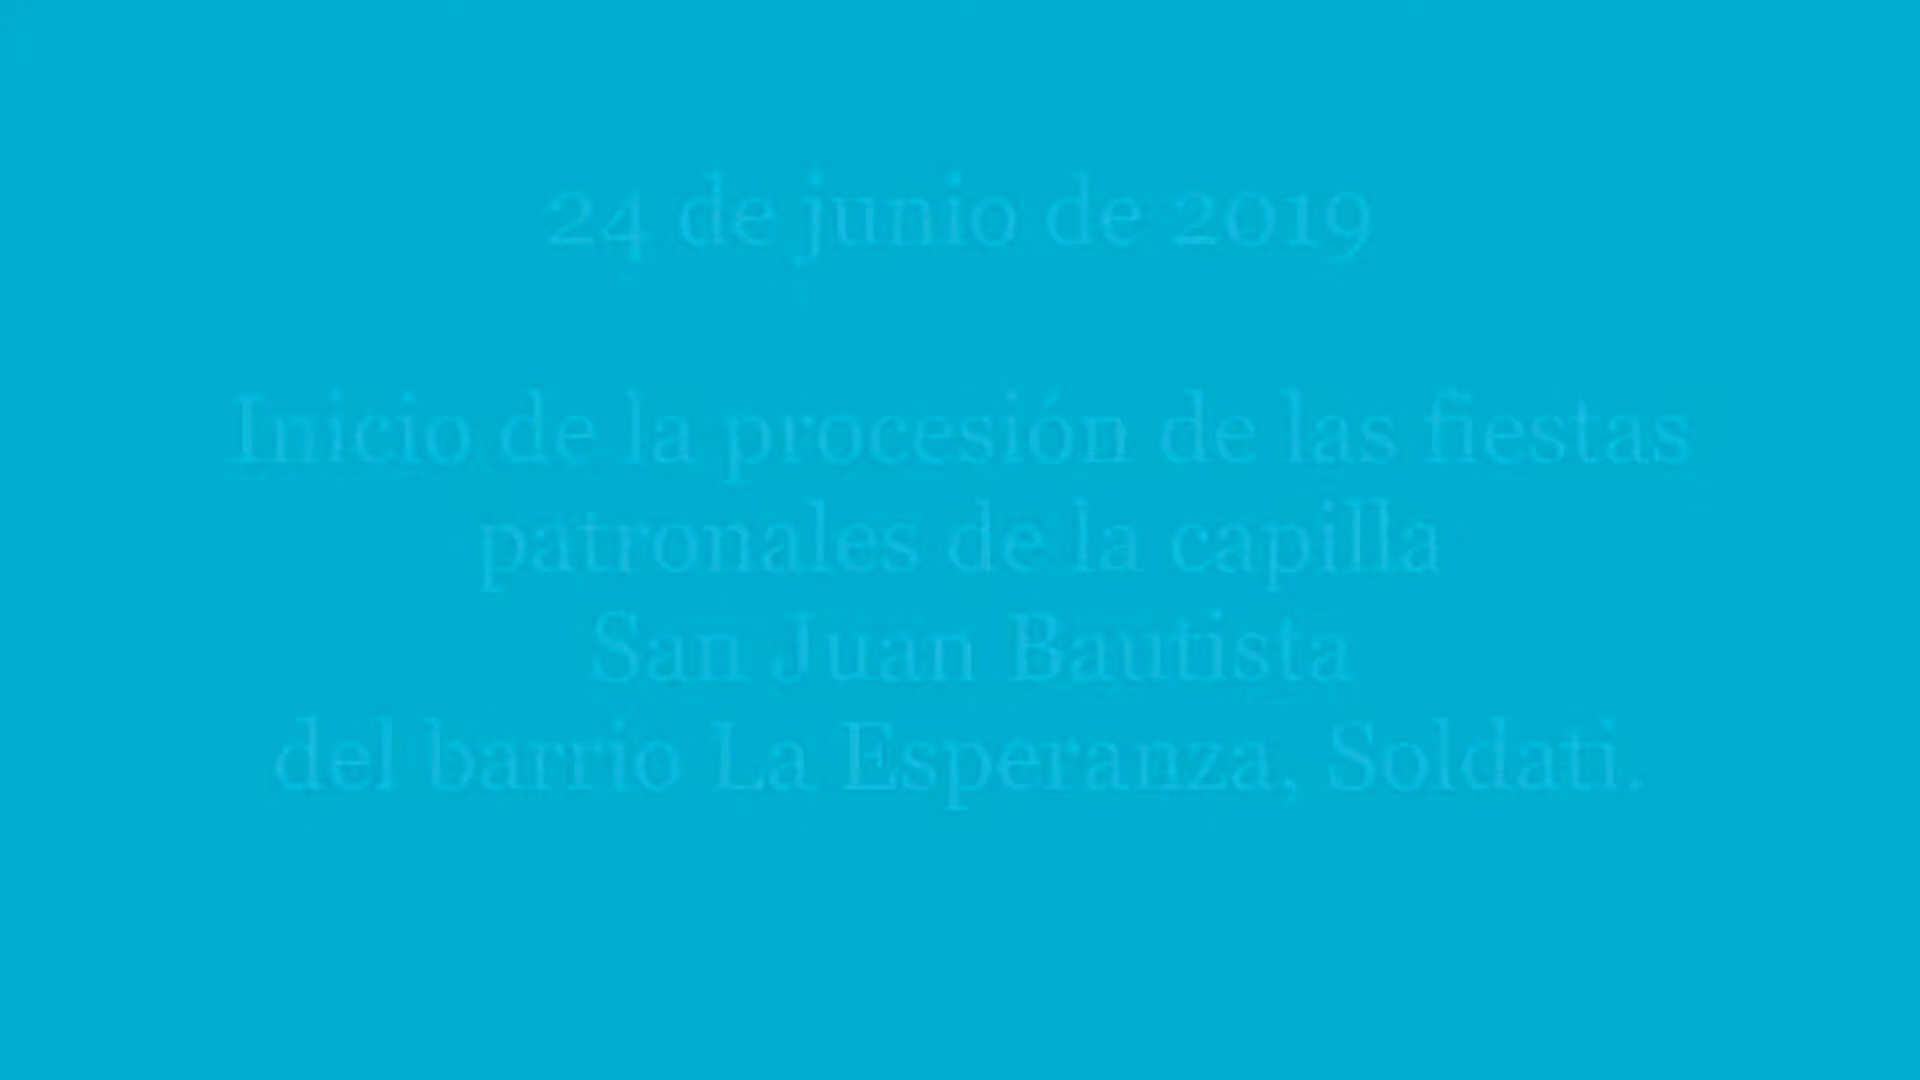 24 de junio de 2019
Inicio de la procesión de las fiestas
patronales de la capilla
San Juan Bautista
del barrio La Esperanza, Soldati.